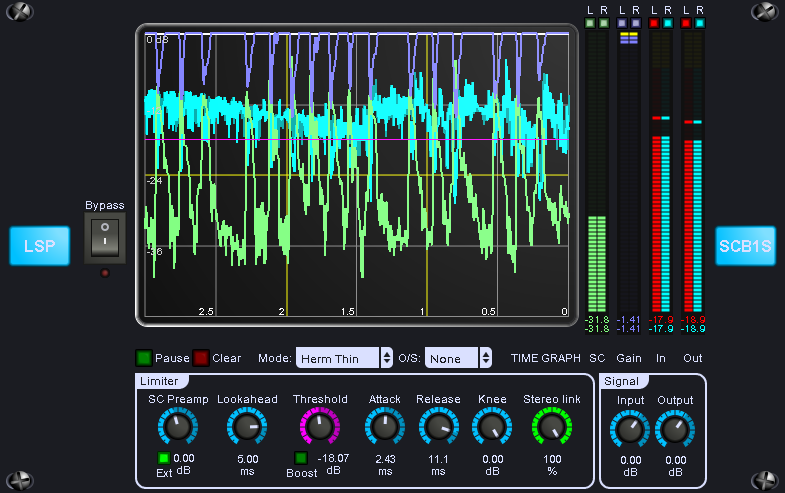 L R L R L R L R
0 dB
-24
-36
2.5 2 1.5 1 0.5 0
Bypass
LSP
SCB1S
-31.8 -1.41 -17.9 -18.9
-31.8 -1.41 -17.9 -18.9
Pause Clear Mode: Herm Thin O/S: None TIME GRAPH SC Gain In Out
Limiter Signal
SC Preamp Lookahead Threshold Attack Release Knee Stereo link Input Output
0.00 5.00 -18.07 2.43 11.1 0.00 100 0.00 0.00
Ext dB ms Boost dB ms ms dB % dB dB